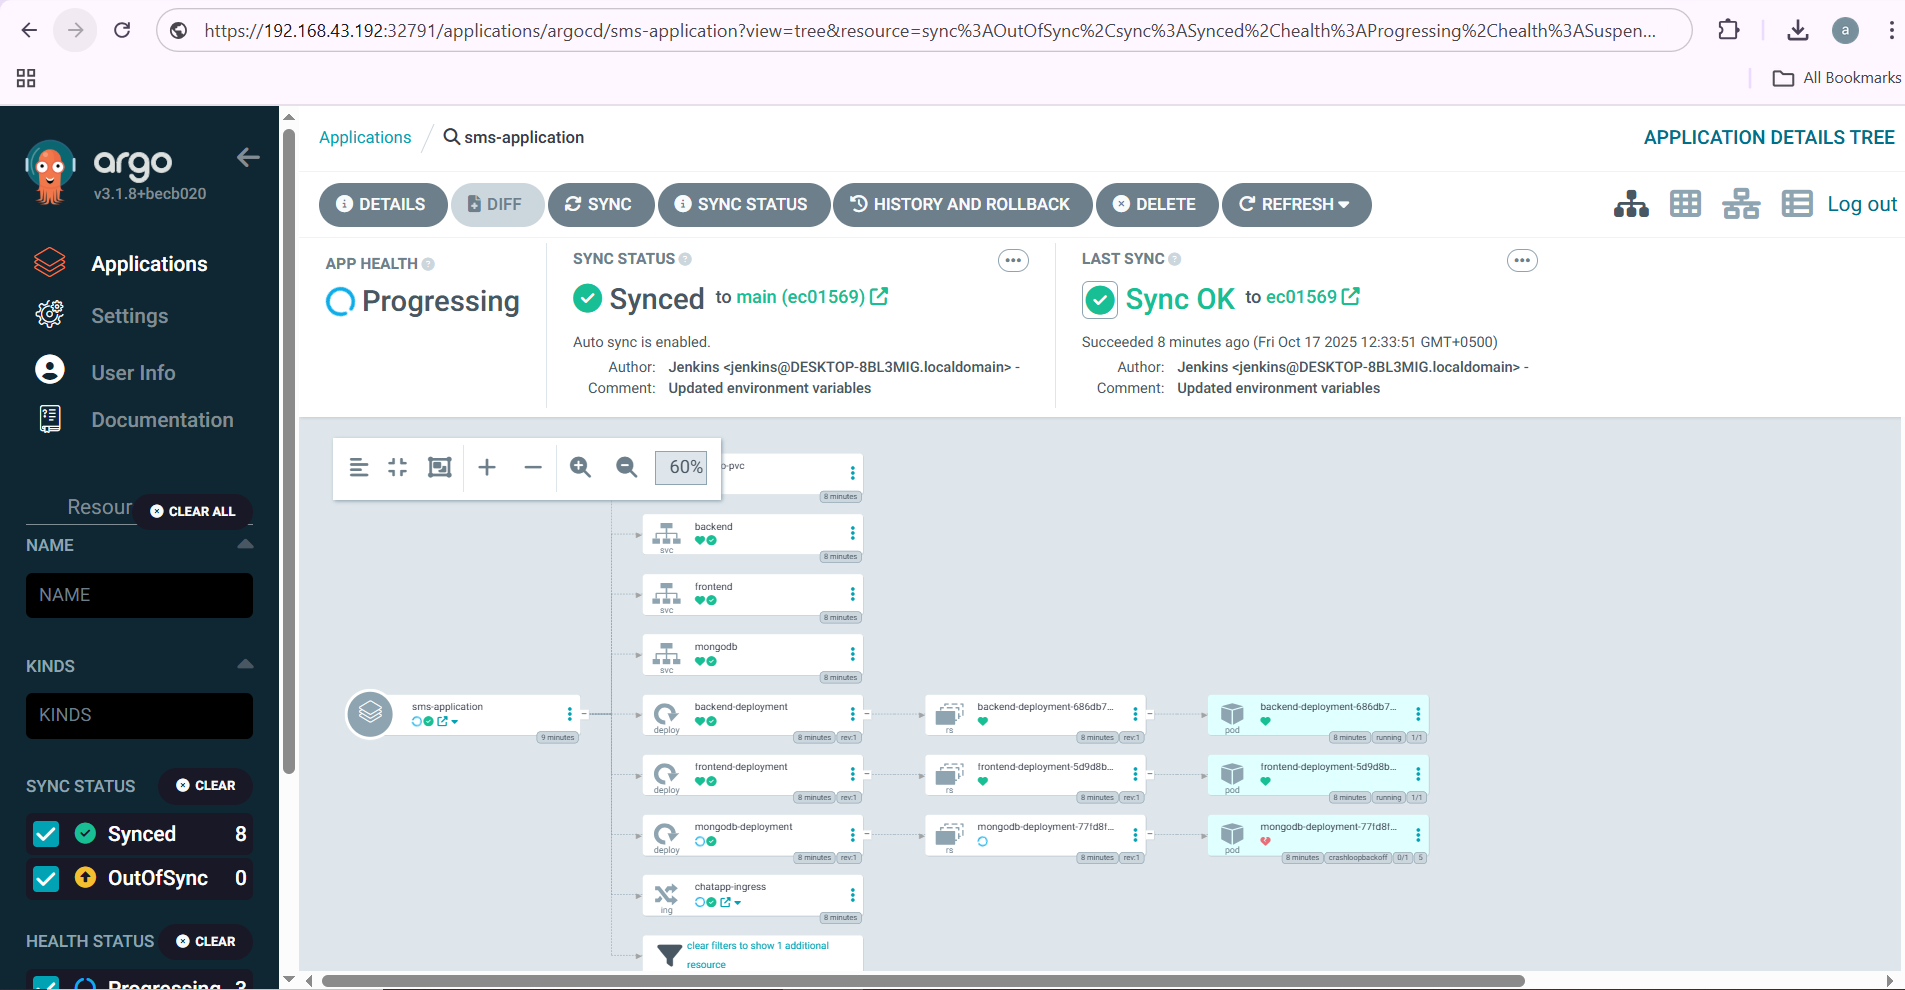 https://192.168.43.192:32791/applications/argocd/sms-application?view=tree&resource=sync%3AOutOfSync%2Csync%3ASynced%2Chealth%3AProgressing%2Chealth%3ASuspen...
a
All Bookmarks
argo
v3.1.8+becb020
Applications
Settings
User Info
Documentation
Resour
CLEAR ALL
NAME
NAME
KINDS
KINDS
SYNC STATUS
CLEAR
Synced 8
OutOfSync 0
HEALTH STATUS
CLEAR
Progressing 3
Applications / sms-application
APPLICATION DETAILS TREE
DETAILS
DIFF
SYNC
SYNC STATUS
HISTORY AND ROLLBACK
DELETE
REFRESH
Log out
APP HEALTH
Progressing
SYNC STATUS
Synced to main (ec01569)
Auto sync is enabled.
Author: Jenkins <jenkins@DESKTOP-8BL3MIG.localdomain> -
Comment: Updated environment variables
LAST SYNC
Sync OK to ec01569
Succeeded 8 minutes ago (Fri Oct 17 2025 12:33:51 GMT+0500)
Author: Jenkins <jenkins@DESKTOP-8BL3MIG.localdomain> -
Comment: Updated environment variables
60%
o-pvc
8 minutes
backend
svc
8 minutes
frontend
svc
8 minutes
mongodb
svc
8 minutes
sms-application
9 minutes
backend-deployment
deploy
8 minutes rev:1
backend-deployment-686db7...
rs
8 minutes rev:1
backend-deployment-686db7...
pod
8 minutes running 1/1
frontend-deployment
deploy
8 minutes rev:1
frontend-deployment-5d9d8b...
rs
8 minutes rev:1
frontend-deployment-5d9d8b...
pod
8 minutes running 1/1
mongodb-deployment
deploy
8 minutes rev:1
mongodb-deployment-77fd8f...
rs
8 minutes rev:1
mongodb-deployment-77fd8f...
pod
8 minutes crashloopbackoff 0/1 5
chatapp-ingress
ing
8 minutes
clear filters to show 1 additional
resource